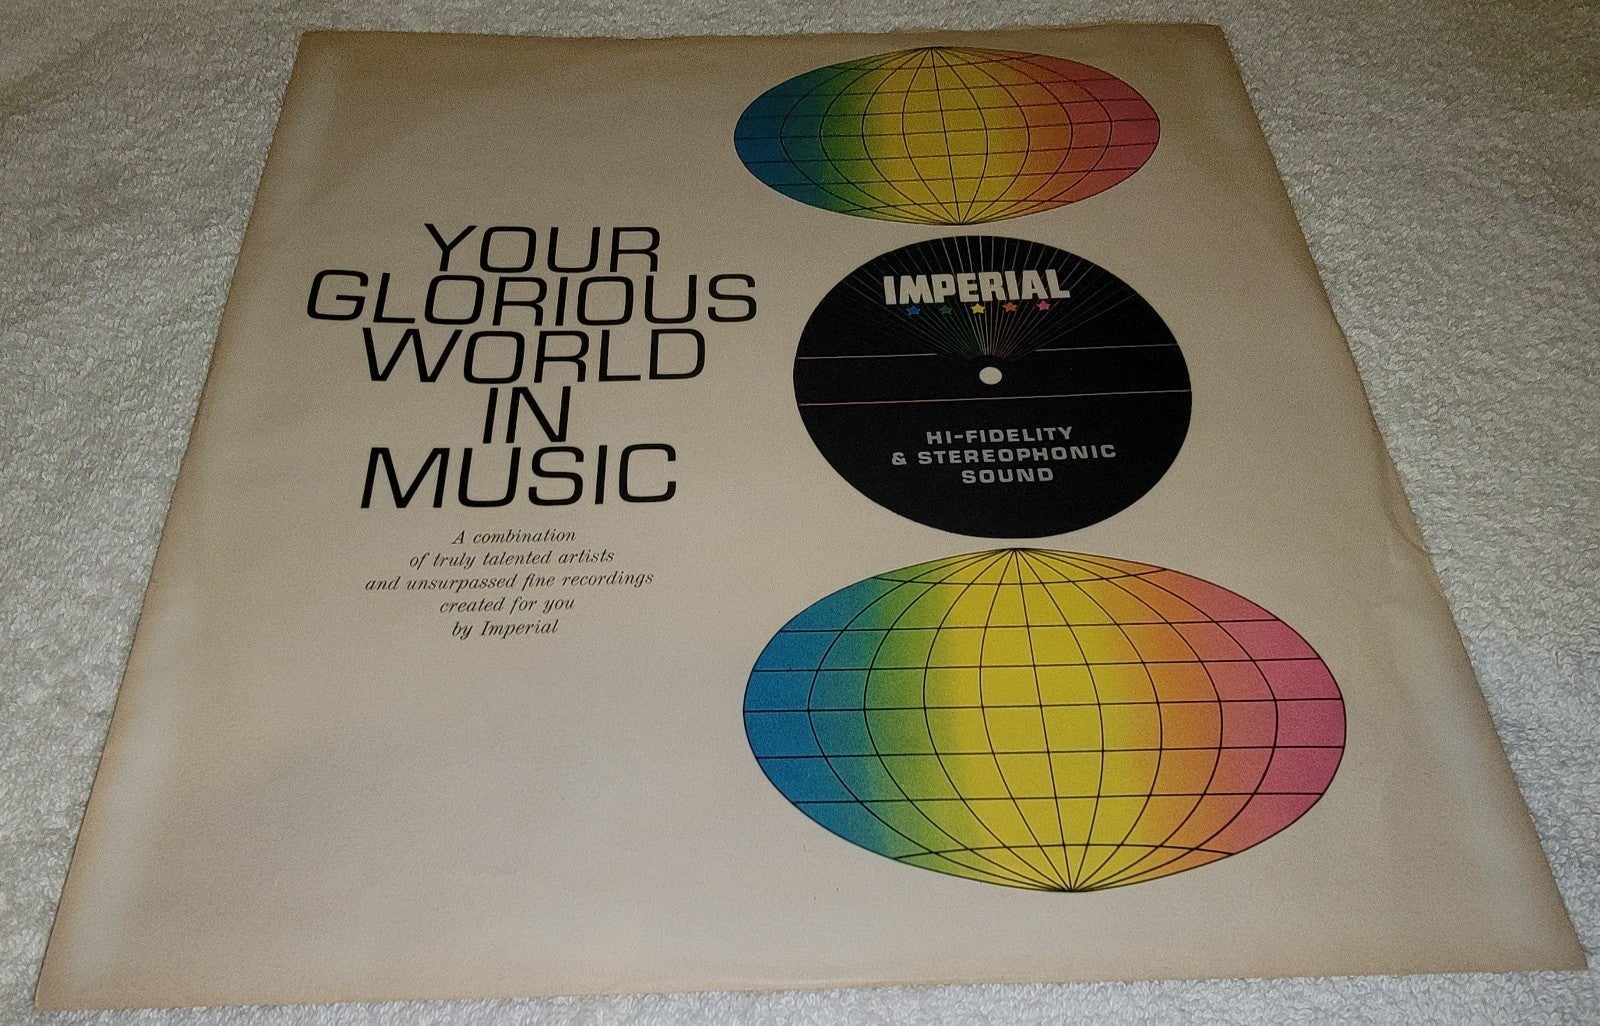 YOUR
GLORIOUS
WORLD
IN
MUSIC
A combination
of truly talented artists
and unsurpassed fine recordings
created for you
by Imperial
IMPERIAL
HI-FIDELITY
& STEREOPHONIC
SOUND